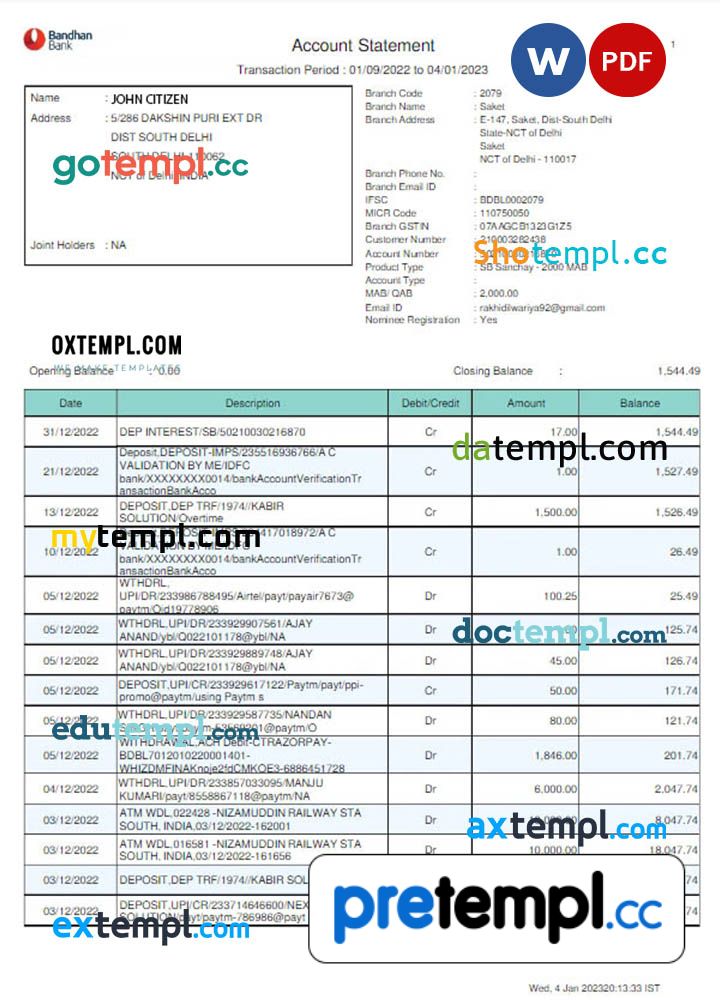 Bandhan
Bank
Account Statement
Transaction Period : 01/09/2022 to 04/01/2023
W
PDF
1
Name : JOHN CITIZEN
Address : 5/286 DAKSHIN PURI EXT DR
DIST SOUTH DELHI
SOUTH DELHI-110062
NCT of Delhi, INDIA
gotempl.cc
Joint Holders : NA
Branch Code : 2079
Branch Name : Saket
Branch Address : E-147, Saket, Dist-South Delhi
State-NCT of Delhi
Saket
NCT of Delhi - 110017
Branch Phone No. :
Branch Email ID :
IFSC : BDBL0002079
MICR Code : 110750050
Branch GSTIN : 07AAGCB1323G1Z5
Customer Number : 210003282438
Account Number :
Shotempl.cc
Product Type : SB Sanchay - 2000 MAB
Account Type :
MAB/ QAB : 2,000.00
Email ID : rakhidilwariya92@gmail.com
Nominee Registration : Yes
OXTEMPL.COM
WE MAKE TEMPLATES
Opening Balance : 0.00
Closing Balance : 1,544.49
Date Description Debit/Credit Amount Balance
31/12/2022 DEP INTEREST/SB/50210030216870 Cr 17.00 1,544.49
datempl.com
21/12/2022 Deposit,DEPOSIT-IMPS/235516936766/A C Cr 1.00 1,527.49
VALIDATION BY ME/IDFC
bank/XXXXXXXX0014/bankAccountVerificationTr
ansactionBankAcco
13/12/2022 DEPOSIT,DEP TRF/1974//KABIR Cr 1,500.00 1,526.49
SOLUTION/Overtime
mytempl.com
10/12/2022 Cr 1.00 26.49
VALIDATION BY ME/IDFC
bank/XXXXXXXX0014/bankAccountVerificationTr
ansactionBankAcco
05/12/2022 WTHDRL, Dr 100.25 25.49
UPI/DR/233986788495/Airtel/payt/payair7673@
paytm/Oid19778906
05/12/2022 WTHDRL,UPI/DR/233929907561/AJAY Dr 125.74
ANAND/ybl/Q022101178@ybl/NA
doctempl.com
05/12/2022 WTHDRL,UPI/DR/233929889748/AJAY Dr 45.00 126.74
ANAND/ybl/Q022101178@ybl/NA
05/12/2022 DEPOSIT,UPI/CR/233929617122/Paytm/payt/ppi- Cr 50.00 171.74
promo@paytm/using Paytm s
05/12/2022 WTHDRL,UPI/DR/233929587735/NANDAN Dr 80.00 121.74
edutempl.com
05/12/2022 WITHDRAWAL,ACH Debit-CTRAZORPAY- Dr 1,846.00 201.74
BDBL7012010220001401-
WHIZDMFINAKnoje2fdCMKOE3-6886451728
04/12/2022 WTHDRL,UPI/DR/233857033095/MANJU Dr 6,000.00 2,047.74
KUMARI/payt/8558867118@paytm/NA
03/12/2022 ATM WDL,022428 -NIZAMUDDIN RAILWAY STA Dr 8,047.74
SOUTH, INDIA,03/12/2022-162001
axtempl.com
03/12/2022 ATM WDL,016581 -NIZAMUDDIN RAILWAY STA Dr 10,000.00 18,047.74
SOUTH, INDIA,03/12/2022-161656
03/12/2022 DEPOSIT,DEP TRF/1974//KABIR SOL 74
03/12/2022 DEPOSIT,UPI/CR/233714646600/NEX 74
SOLUTION/payt/paytm-786986@payt
extempl.com
pretempl.cc
Wed, 4 Jan 202320:13:33 IST